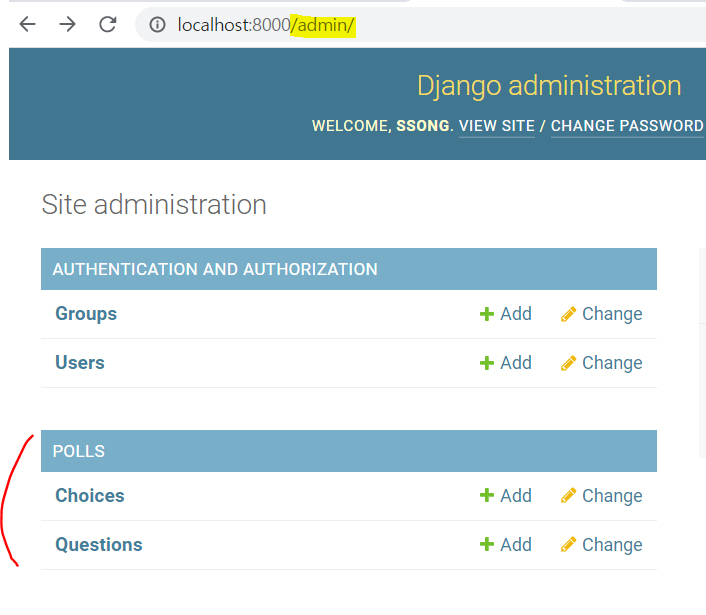 localhost:8000/admin/
Django administration
WELCOME, SSONG. VIEW SITE / CHANGE PASSWORD
Site administration
AUTHENTICATION AND AUTHORIZATION
Groups Add Change
Users Add Change
POLLS
Choices Add Change
Questions Add Change